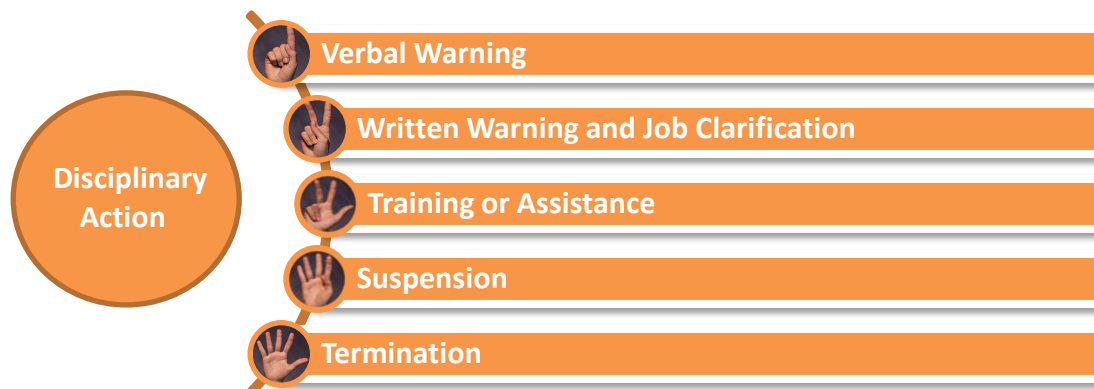 Disciplinary
Action
Verbal Warning
Written Warning and Job Clarification
Training or Assistance
Suspension
Termination